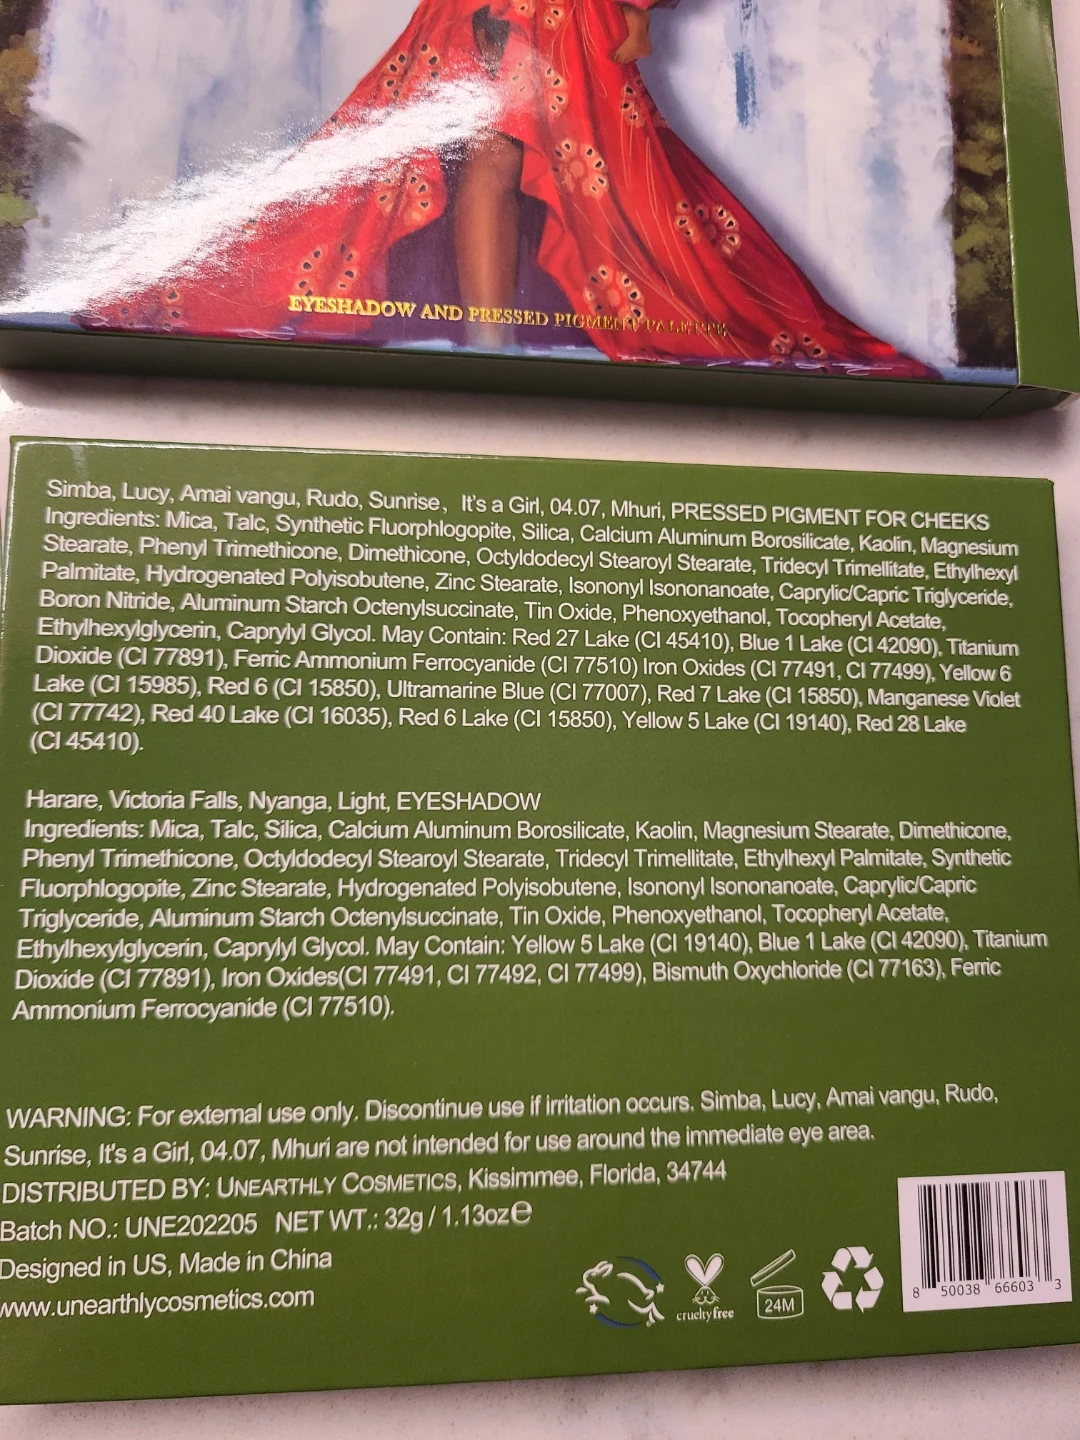 EYESHADOW AND PRESSED PIGMENT PALETTE
Simba, Lucy, Amai vangu, Rudo, Sunrise, It's a Girl, 04.07, Mhuri, PRESSED PIGMENT FOR CHEEKS
Ingredients: Mica, Talc, Synthetic Fluorphlogopite, Silica, Calcium Aluminum Borosilicate, Kaolin, Magnesium
Stearate, Phenyl Trimethicone, Dimethicone, Octyldodecyl Stearoyl Stearate, Tridecyl Trimellitate, Ethylhexyl
Palmitate, Hydrogenated Polyisobutene, Zinc Stearate, Isononyl Isononanoate, Caprylic/Capric Triglyceride,
Boron Nitride, Aluminum Starch Octenylsuccinate, Tin Oxide, Phenoxyethanol, Tocopheryl Acetate,
Ethylhexylglycerin, Caprylyl Glycol. May Contain: Red 27 Lake (CI 45410), Blue 1 Lake (CI 42090), Titanium
Dioxide (CI 77891), Ferric Ammonium Ferrocyanide (CI 77510) Iron Oxides (CI 77491, CI 77499), Yellow 6
Lake (CI 15985), Red 6 (CI 15850), Ultramarine Blue (CI 77007), Red 7 Lake (CI 15850), Manganese Violet
(CI 77742), Red 40 Lake (CI 16035), Red 6 Lake (CI 15850), Yellow 5 Lake (CI 19140), Red 28 Lake
(CI 45410).
Harare, Victoria Falls, Nyanga, Light, EYESHADOW
Ingredients: Mica, Talc, Silica, Calcium Aluminum Borosilicate, Kaolin, Magnesium Stearate, Dimethicone,
Phenyl Trimethicone, Octyldodecyl Stearoyl Stearate, Tridecyl Trimellitate, Ethylhexyl Palmitate, Synthetic
Fluorphlogopite, Zinc Stearate, Hydrogenated Polyisobutene, Isononyl Isononanoate, Caprylic/Capric
Triglyceride, Aluminum Starch Octenylsuccinate, Tin Oxide, Phenoxyethanol, Tocopheryl Acetate,
Ethylhexylglycerin, Caprylyl Glycol. May Contain: Yellow 5 Lake (CI 19140), Blue 1 Lake (CI 42090), Titanium
Dioxide (CI 77891), Iron Oxides(CI 77491, CI 77492, CI 77499), Bismuth Oxychloride (CI 77163), Ferric
Ammonium Ferrocyanide (CI 77510).
WARNING: For external use only. Discontinue use if irritation occurs. Simba, Lucy, Amai vangu, Rudo,
Sunrise, It's a Girl, 04.07, Mhuri are not intended for use around the immediate eye area.
DISTRIBUTED BY: UNEARTHLY COSMETICS, Kissimmee, Florida, 34744
Batch NO.: UNE202205 NET WT.: 32g / 1.13oz℮
Designed in US, Made in China
www.unearthlycosmetics.com
crueltyfree
24M
8 50038 66603 3